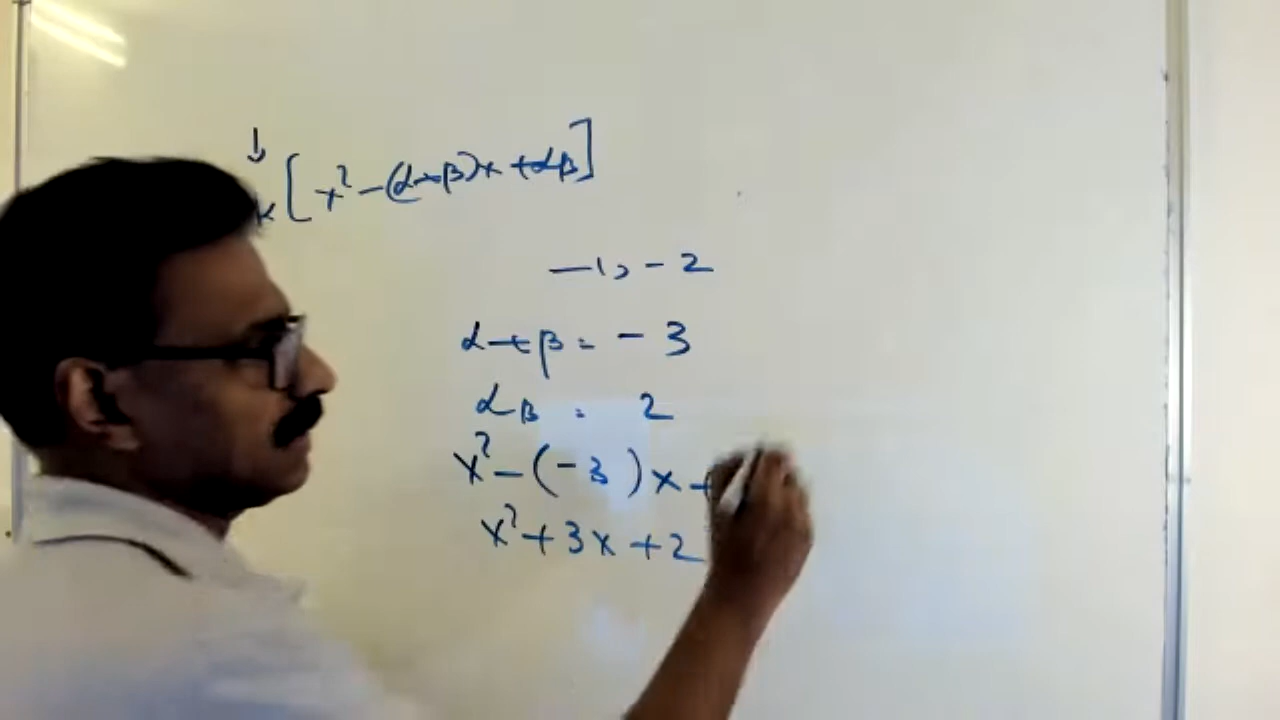 ↓
k[x²-(α+β)x+αβ]
-1, -2
α+β = -3
αβ = 2
x²-(-3)x+
x²+3x+2